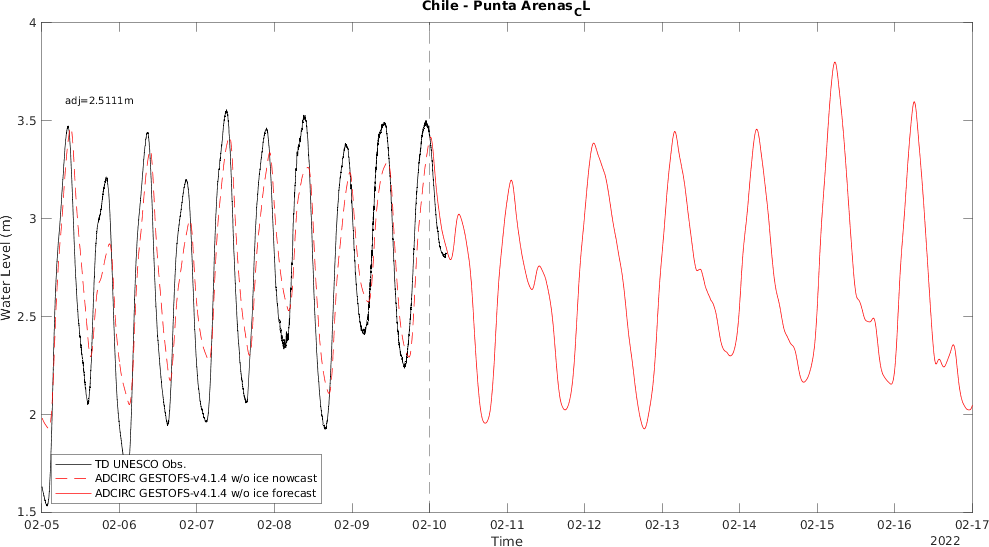 Chile - Punta Arenas_CL
4
3.5
3
2.5
2
1.5
Water Level (m)
adj=2.5111m
TD UNESCO Obs.
ADCIRC GESTOFS-v4.1.4 w/o ice nowcast
ADCIRC GESTOFS-v4.1.4 w/o ice forecast
02-05 02-06 02-07 02-08 02-09 02-10 02-11 02-12 02-13 02-14 02-15 02-16 02-17
Time
2022